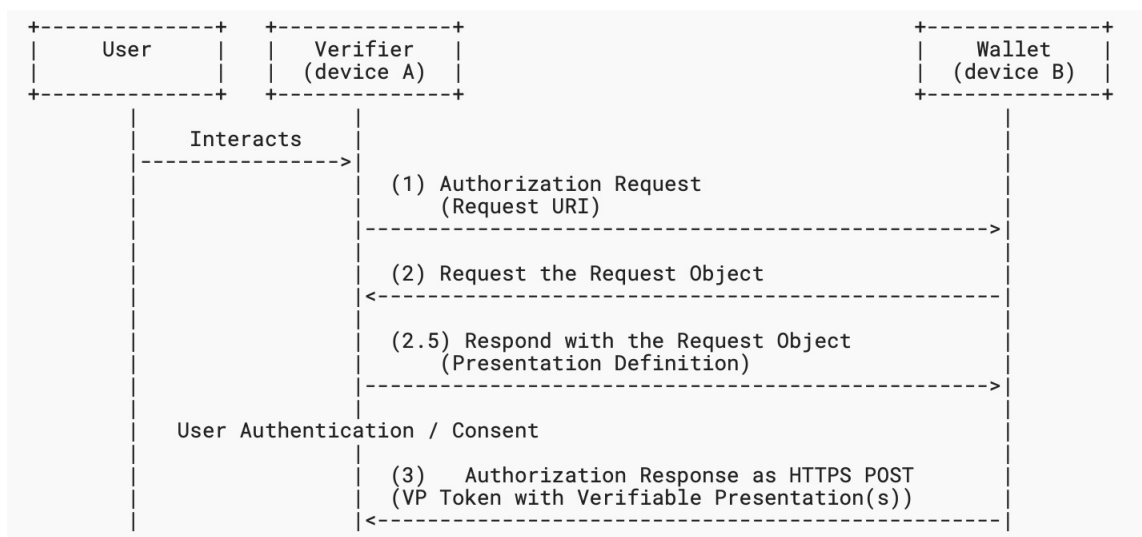 User
Verifier
(device A)
Wallet
(device B)
Interacts
(1) Authorization Request
(Request URI)
(2) Request the Request Object
(2.5) Respond with the Request Object
(Presentation Definition)
User Authentication / Consent
(3) Authorization Response as HTTPS POST
(VP Token with Verifiable Presentation(s))